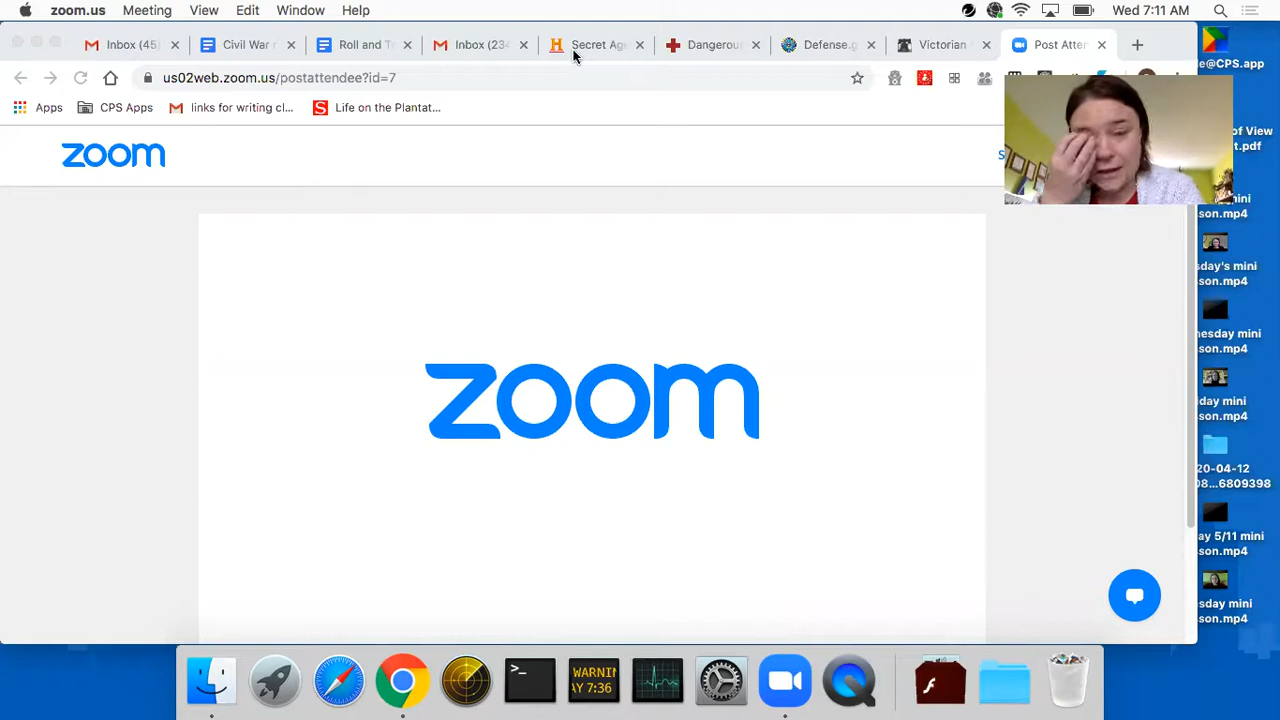 zoom.us Meeting View Edit Window Help Wed 7:11 AM
Inbox (45) Civil War Roll and T Inbox (234 Secret Age Dangerou Defense.g Victorian Post Atten
us02web.zoom.us/postattendee?id=7
Apps CPS Apps links for writing cl... Life on the Plantat...
zoom
zoom
e@CPS.app
of View
t.pdf
ini
son.mp4
sday's mini
son.mp4
nesday mini
son.mp4
day mini
son.mp4
20-04-12
08...6809398
ay 5/11 mini
son.mp4
sday mini
son.mp4
WARNIN
AY 7:36